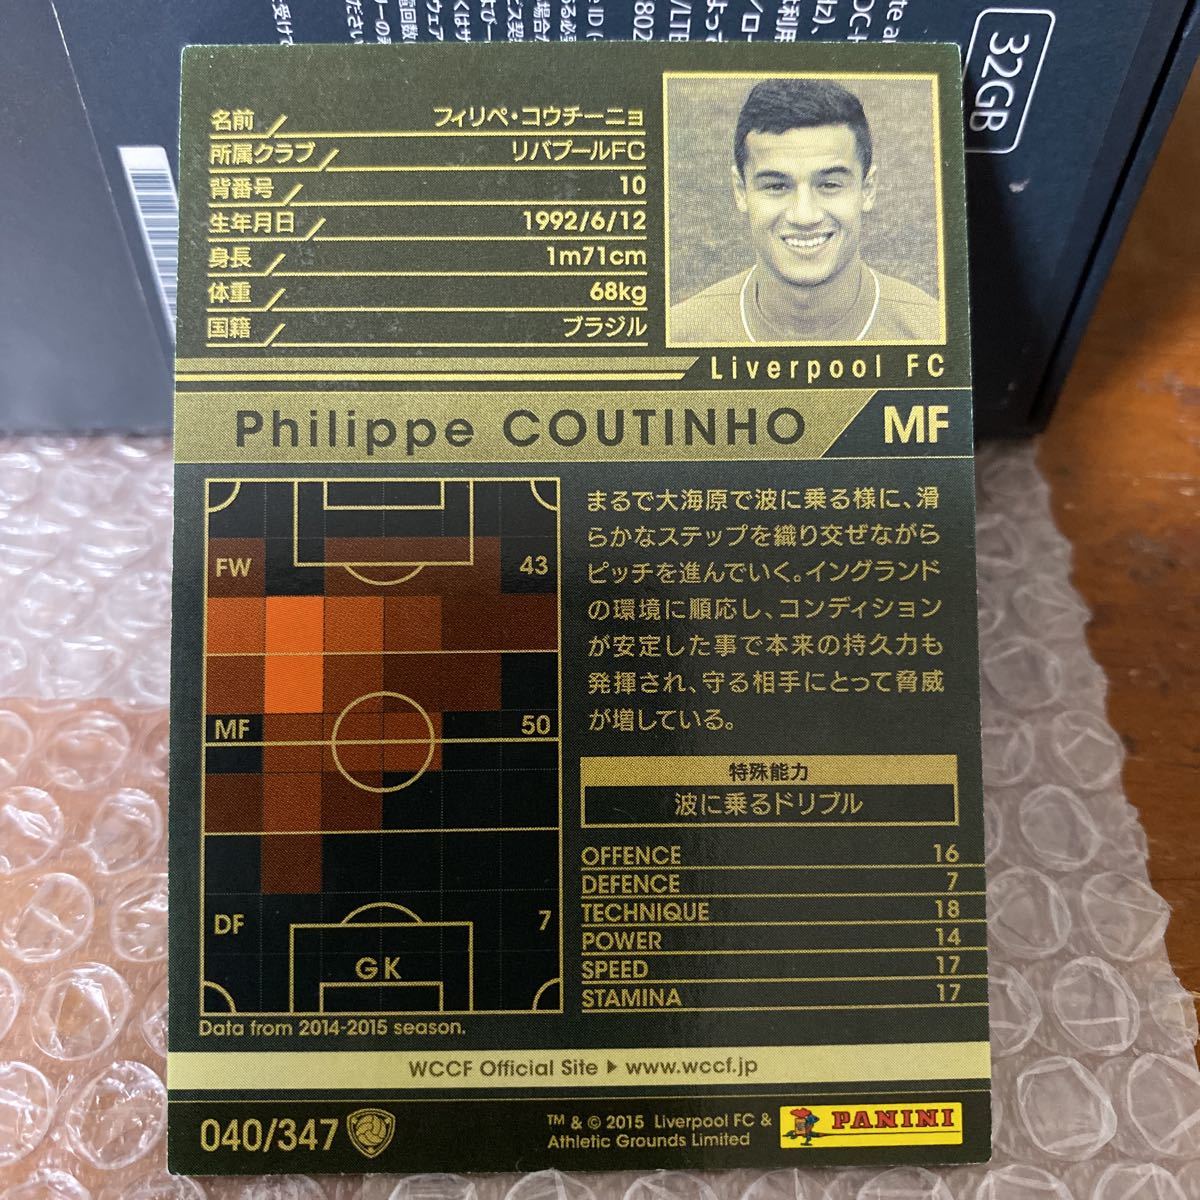 32GB
名前 フィリペ・コウチーニョ
所属クラブ リバプールFC
背番号 10
生年月日 1992/6/12
身長 1m71cm
体重 68kg
国籍 ブラジル
Liverpool FC
Philippe COUTINHO MF
FW 43
MF 50
DF 7
GK
Data from 2014-2015 season.
まるで大海原で波に乗る様に、滑
らかなステップを織り交ぜながら
ピッチを進んでいく。イングランド
の環境に順応し、コンディション
が安定した事で本来の持久力も
発揮され、守る相手にとって脅威
が増している。
特殊能力
波に乗るドリブル
OFFENCE 16
DEFENCE 7
TECHNIQUE 18
POWER 14
SPEED 17
STAMINA 17
WCCF Official Site ▶ www.wccf.jp
040/347
TM & © 2015 Liverpool FC &
Athletic Grounds Limited
PANINI